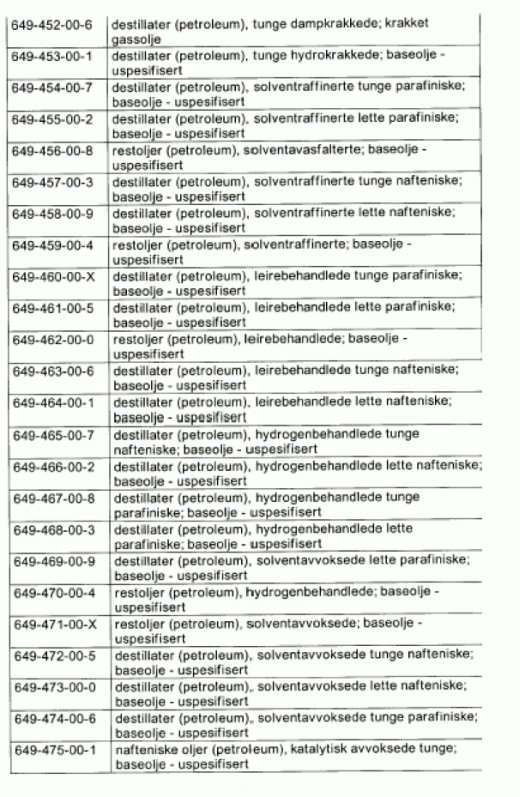 649-452-00-6 destillater (petroleum), tunge dampkrakkede; krakket
gassolje
649-453-00-1 destillater (petroleum), tunge hydrokrakkede; baseolje -
uspesifisert
649-454-00-7 destillater (petroleum), solventraffinerte tunge parafiniske;
baseolje - uspesifisert
649-455-00-2 destillater (petroleum), solventraffinerte lette parafiniske;
baseolje - uspesifisert
649-456-00-8 restoljer (petroleum), solventavasfalterte; baseolje -
uspesifisert
649-457-00-3 destillater (petroleum), solventraffinerte tunge nafteniske;
baseolje - uspesifisert
649-458-00-9 destillater (petroleum), solventraffinerte lette nafteniske;
baseolje - uspesifisert
649-459-00-4 restoljer (petroleum), solventraffinerte; baseolje -
uspesifisert
649-460-00-X destillater (petroleum), leirebehandlede tunge parafiniske;
baseolje - uspesifisert
649-461-00-5 destillater (petroleum), leirebehandlede lette parafiniske;
baseolje - uspesifisert
649-462-00-0 restoljer (petroleum), leirebehandlede; baseolje -
uspesifisert
649-463-00-6 destillater (petroleum), leirebehandlede tunge nafteniske;
baseolje - uspesifisert
649-464-00-1 destillater (petroleum), leirebehandlede lette nafteniske;
baseolje - uspesifisert
649-465-00-7 destillater (petroleum), hydrogenbehandlede tunge
nafteniske; baseolje - uspesifisert
649-466-00-2 destillater (petroleum), hydrogenbehandlede lette nafteniske;
baseolje - uspesifisert
649-467-00-8 destillater (petroleum), hydrogenbehandlede tunge
parafiniske; baseolje - uspesifisert
649-468-00-3 destillater (petroleum), hydrogenbehandlede lette
parafiniske; baseolje - uspesifisert
649-469-00-9 destillater (petroleum), solventavvoksede lette parafiniske;
baseolje - uspesifisert
649-470-00-4 restoljer (petroleum), hydrogenbehandlede; baseolje -
uspesifisert
649-471-00-X restoljer (petroleum), solventavvoksede; baseolje -
uspesifisert
649-472-00-5 destillater (petroleum), solventavvoksede tunge nafteniske;
baseolje - uspesifisert
649-473-00-0 destillater (petroleum), solventavvoksede lette nafteniske;
baseolje - uspesifisert
649-474-00-6 destillater (petroleum), solventavvoksede tunge parafiniske;
baseolje - uspesifisert
649-475-00-1 nafteniske oljer (petroleum), katalytisk avvoksede tunge;
baseolje - uspesifisert